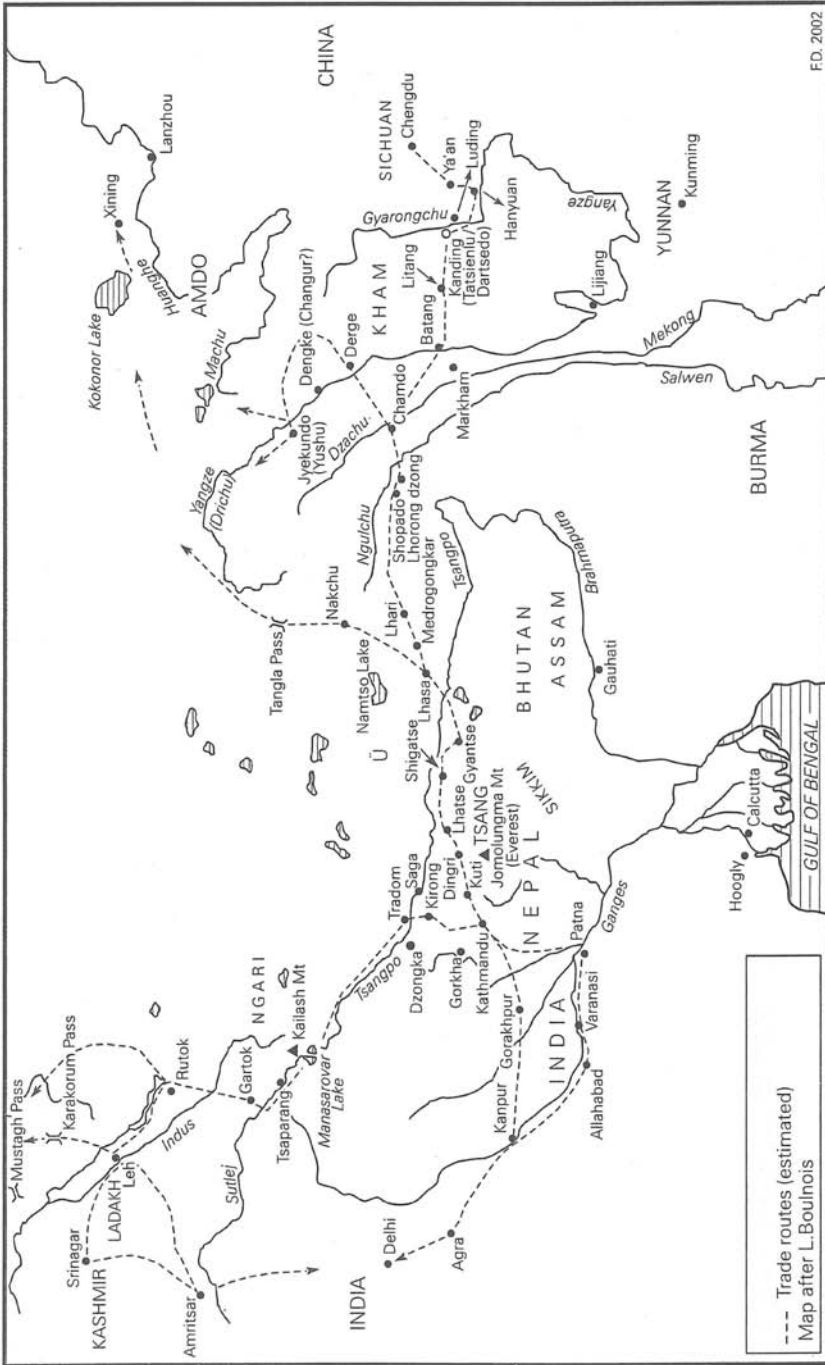 Mustagh Pass
Karakorum Pass
Srinagar
KASHMIR
LADAKH
Leh
Rutok
Indus
NGARI
Gartok
Kailash Mt
Tsaparang
Manasarovar
Lake
Sutlej
Amritsar
INDIA
Delhi
Agra
Kanpur
Gorakhpur
INDIA
Allahabad
Varanasi
Patna
Ganges
Tsangpo
Tradom
Saga
Dzongka
Kirong
Gorkha
Kathmandu
NEPAL
Dingri
Kuti
Lhatse
TSANG
Jomolungma Mt
(Everest)
Shigatse
Gyantse
SIKKIM
Ü
Namtso Lake
Lhasa
Tangla Pass
Nakchu
Lhari
Medrogongkar
Tsangpo
BHUTAN
ASSAM
Brahmaputra
Gauhati
Hoogly
Calcutta
GULF OF BENGAL
Yangze
(Drichu)
Jyekundo
(Yushu)
Dengke (Changur?)
Derge
Dzachu
Chamdo
Ngulchu
Shopado
Lhorong dzong
Kokonor Lake
Xining
Lanzhou
Huanghe
AMDO
Machu
CHINA
KHAM
Gyarongchu
SICHUAN
Chengdu
Ya'an
Luding
Hanyuan
Litang
Kanding
(Tatsienlu/
Dartsedo)
Batang
Markham
Yangze
Lijiang
Mekong
Salwen
YUNNAN
Kunming
BURMA
Trade routes (estimated)
Map after L.Boulnois
F.D. 2002